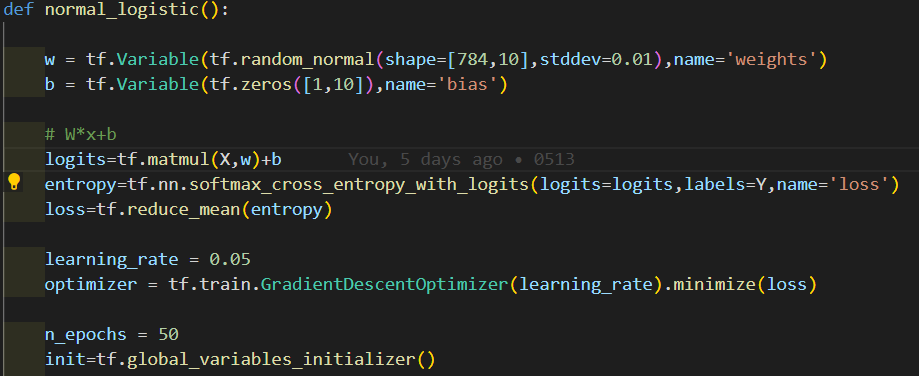 def normal_logistic():
w = tf.Variable(tf.random_normal(shape=[784,10],stddev=0.01),name='weights')
b = tf.Variable(tf.zeros([1,10]),name='bias')
# W*x+b
logits=tf.matmul(X,w)+b You, 5 days ago • 0513
entropy=tf.nn.softmax_cross_entropy_with_logits(logits=logits,labels=Y,name='loss')
loss=tf.reduce_mean(entropy)
learning_rate = 0.05
optimizer = tf.train.GradientDescentOptimizer(learning_rate).minimize(loss)
n_epochs = 50
init=tf.global_variables_initializer()